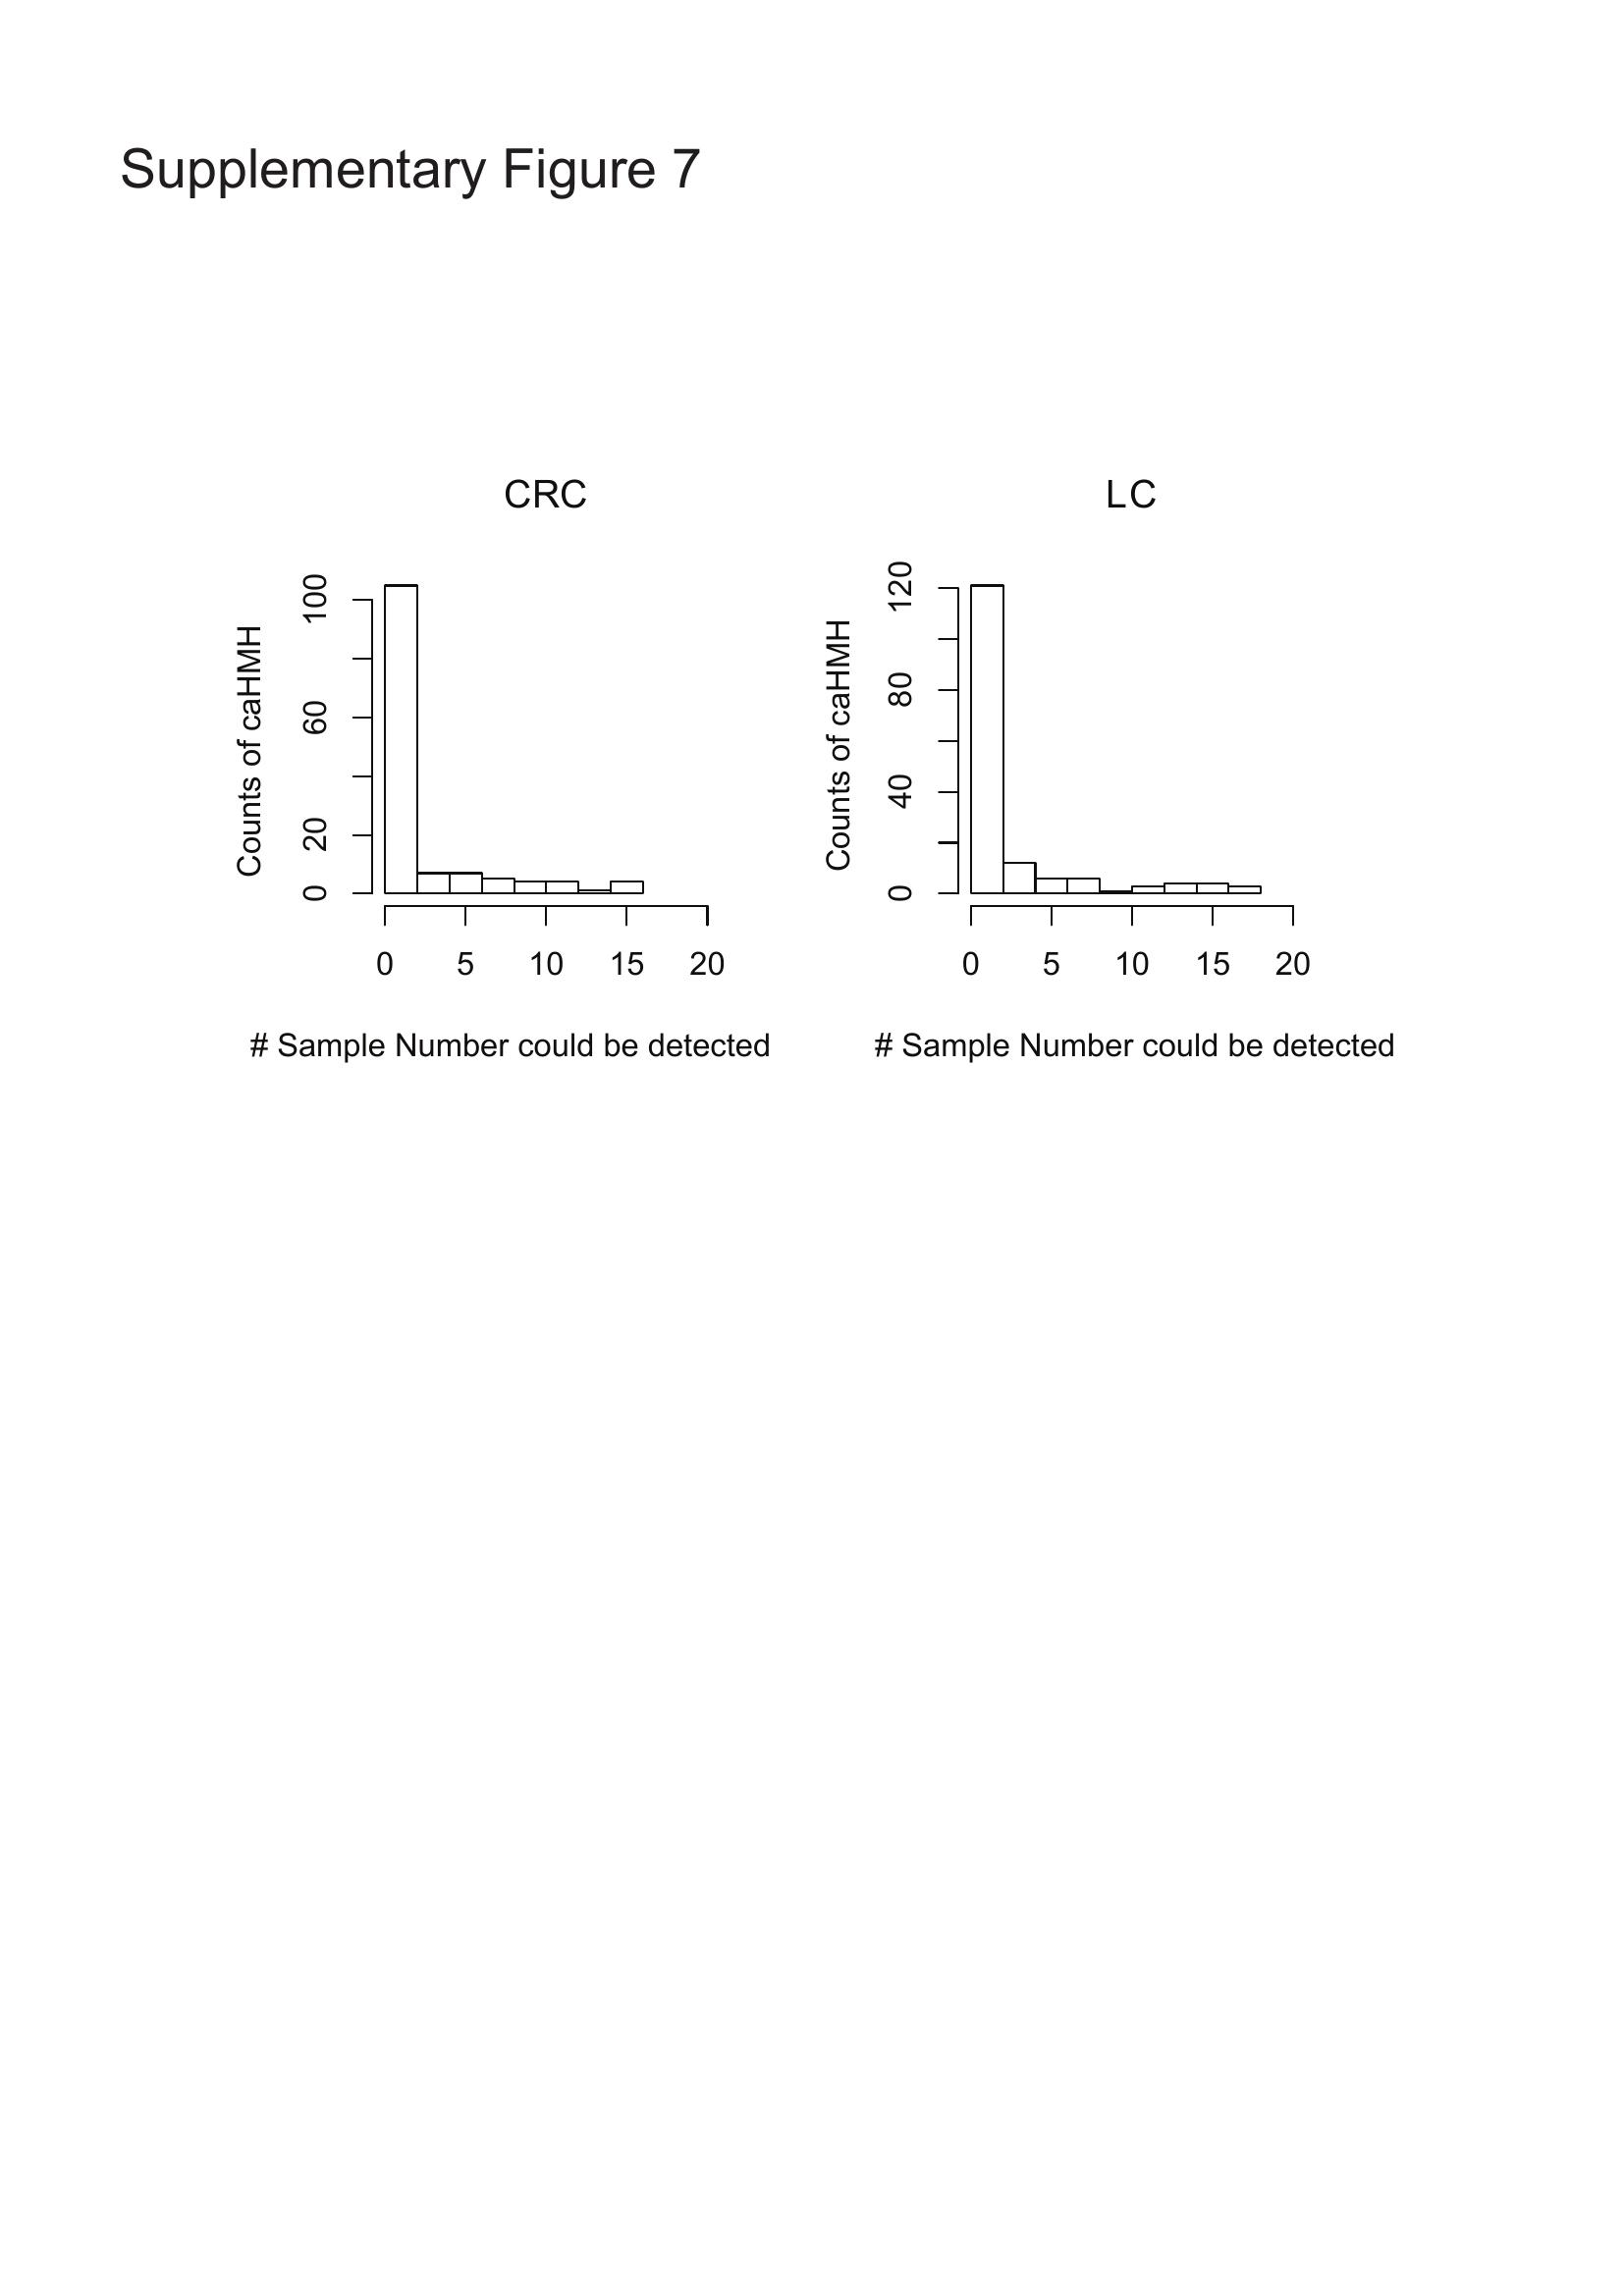 Supplementary Figure 7
CRC
Counts of caHMH
0 20 60 100
0 5 10 15 20
# Sample Number could be detected
LC
Counts of caHMH
0 40 80 120
0 5 10 15 20
# Sample Number could be detected